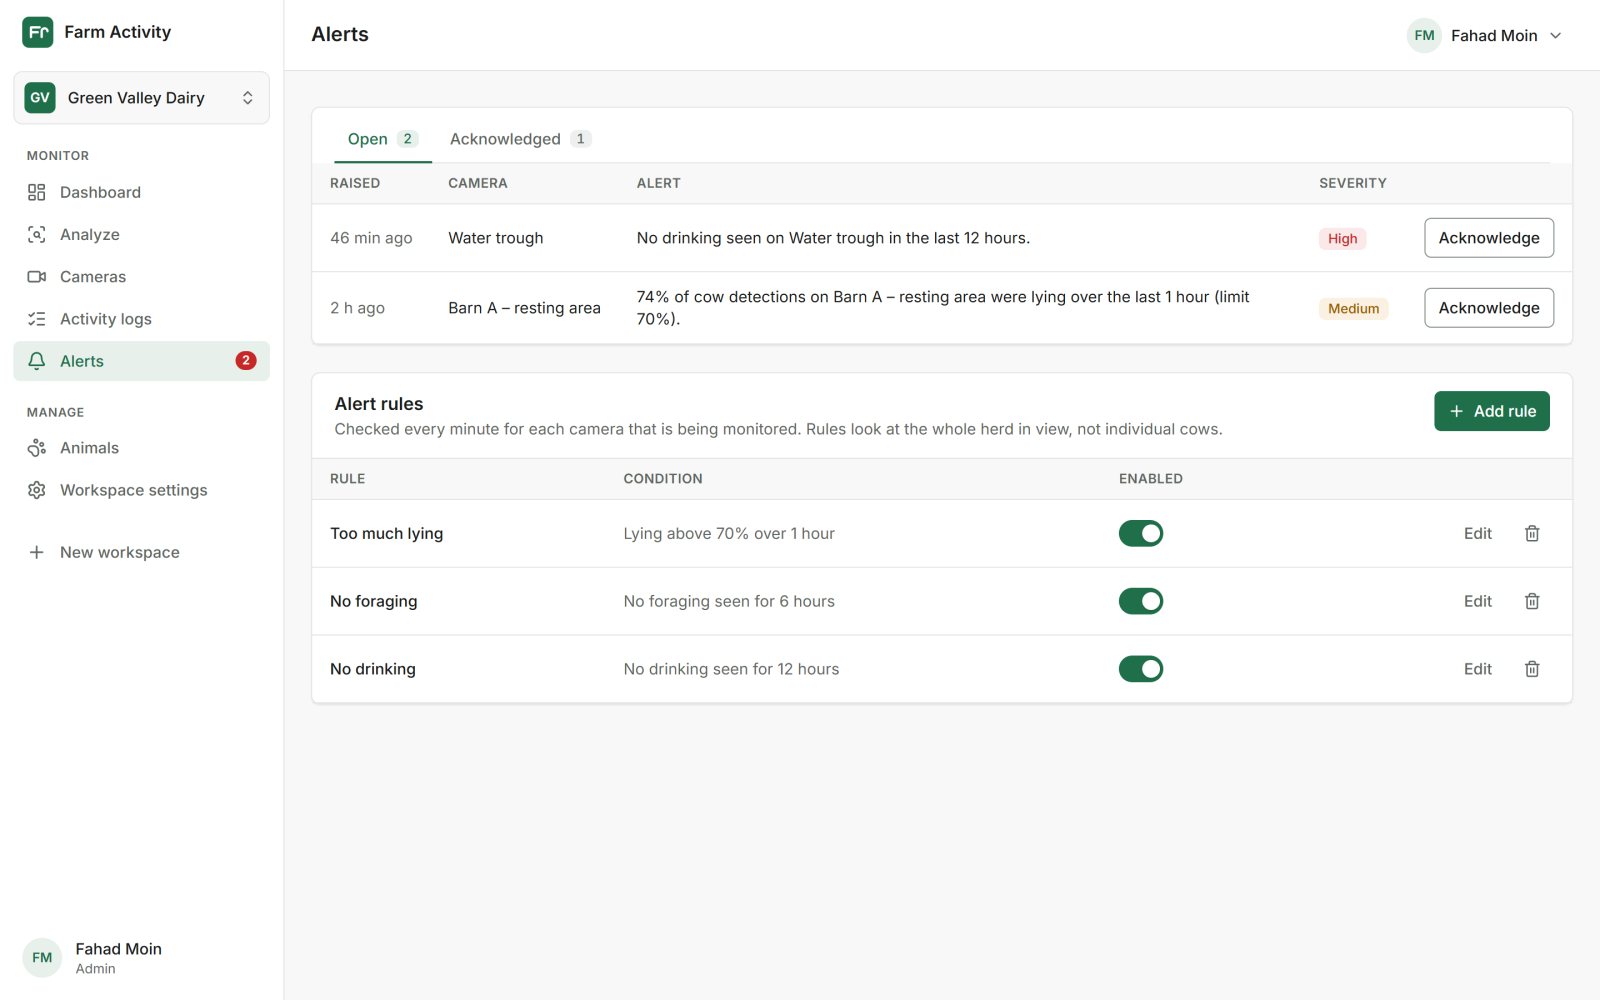 Fr Farm Activity
GV Green Valley Dairy
MONITOR
Dashboard
Analyze
Cameras
Activity logs
Alerts 2
MANAGE
Animals
Workspace settings
New workspace
FM Fahad Moin
Admin
Alerts
FM Fahad Moin
Open 2 Acknowledged 1
RAISED CAMERA ALERT SEVERITY
46 min ago Water trough No drinking seen on Water trough in the last 12 hours. High Acknowledge
2 h ago Barn A – resting area 74% of cow detections on Barn A – resting area were lying over the last 1 hour (limit
70%). Medium Acknowledge
Alert rules
Checked every minute for each camera that is being monitored. Rules look at the whole herd in view, not individual cows.
+ Add rule
RULE CONDITION ENABLED
Too much lying Lying above 70% over 1 hour Edit
No foraging No foraging seen for 6 hours Edit
No drinking No drinking seen for 12 hours Edit